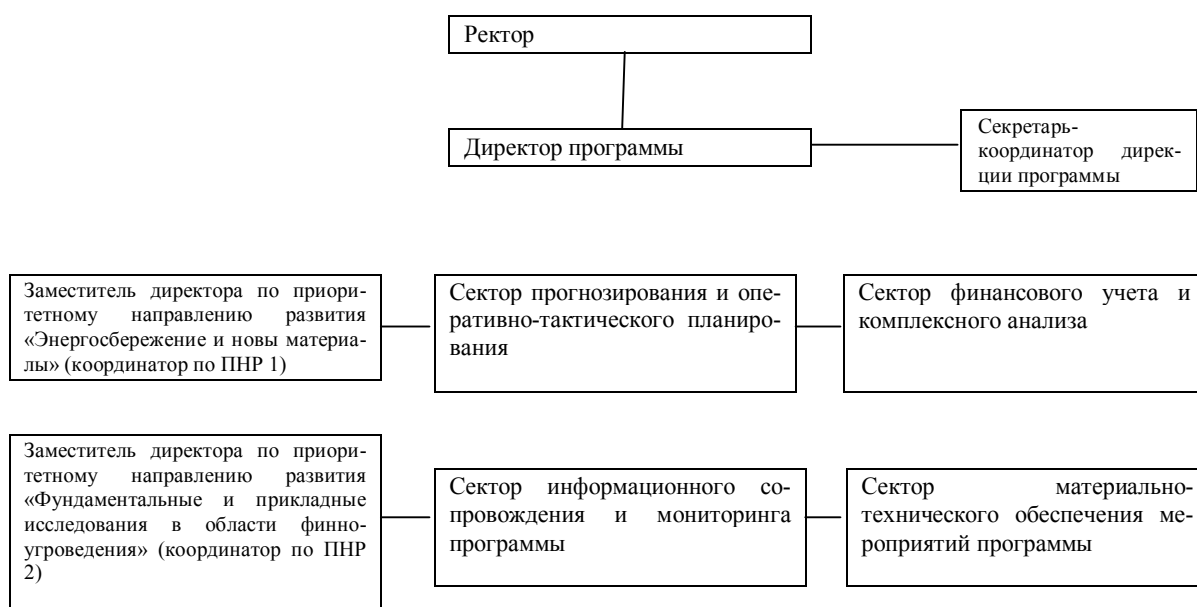 Ректор
Директор программы
Секретарь-
координатор дирек-
ции программы
Заместитель директора по приори-
тетному направлению развития
«Энергосбережение и новы материа-
лы» (координатор по ПНР 1)
Сектор прогнозирования и опе-
ративно-тактического планиро-
вания
Сектор финансового учета и
комплексного анализа
Заместитель директора по приори-
тетному направлению развития
«Фундаментальные и прикладные
исследования в области финно-
угроведения» (координатор по ПНР
2)
Сектор информационного со-
провождения и мониторинга
программы
Сектор материально-
технического обеспечения ме-
роприятий программы